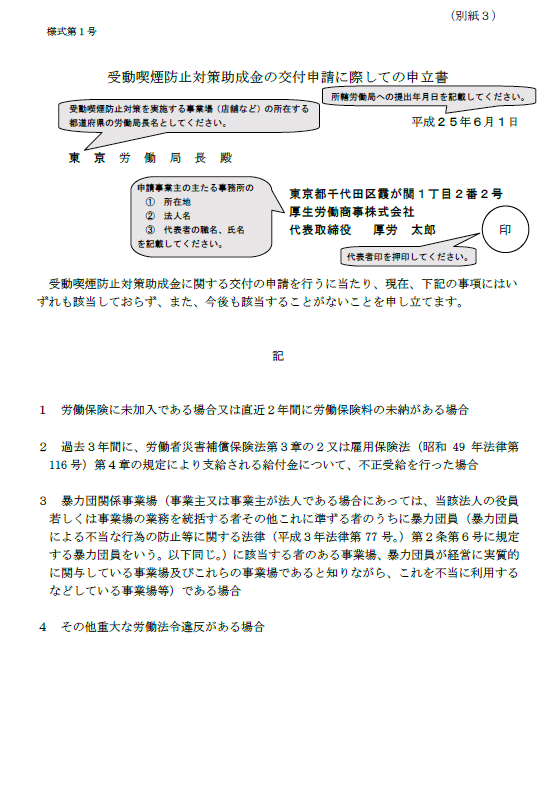 （別紙３）
様式第１号
受動喫煙防止対策助成金の交付申請に際しての申立書
受動喫煙防止対策を実施する事業場（店舗など）の所在する
都道府県の労働局長名としてください。
所轄労働局への提出年月日を記載してください。
平成２５年６月１日
東 京 労 働 局 長 殿
申請事業主の主たる事務所の
① 所在地
② 法人名
③ 代表者の職名、氏名
を記載してください。
東京都千代田区霞が関１丁目２番２号
厚生労働商事株式会社
代表取締役 厚労 太郎
印
代表者印を押印してください。
受動喫煙防止対策助成金に関する交付の申請を行うに当たり、現在、下記の事項にはい
ずれも該当しておらず、また、今後も該当することがないことを申し立てます。
記
１ 労働保険に未加入である場合又は直近２年間に労働保険料の未納がある場合
２ 過去３年間に、労働者災害補償保険法第３章の２又は雇用保険法（昭和 49 年法律第
116 号）第４章の規定により支給される給付金について、不正受給を行った場合
３ 暴力団関係事業場（事業主又は事業主が法人である場合にあっては、当該法人の役員
若しくは事業場の業務を統括する者その他これに準ずる者のうちに暴力団員（暴力団員
による不当な行為の防止等に関する法律（平成３年法律第 77 号。）第２条第６号に規定
する暴力団員をいう。以下同じ。）に該当する者のある事業場、暴力団員が経営に実質的
に関与している事業場及びこれらの事業場であると知りながら、これを不当に利用する
などしている事業場等）である場合
４ その他重大な労働法令違反がある場合